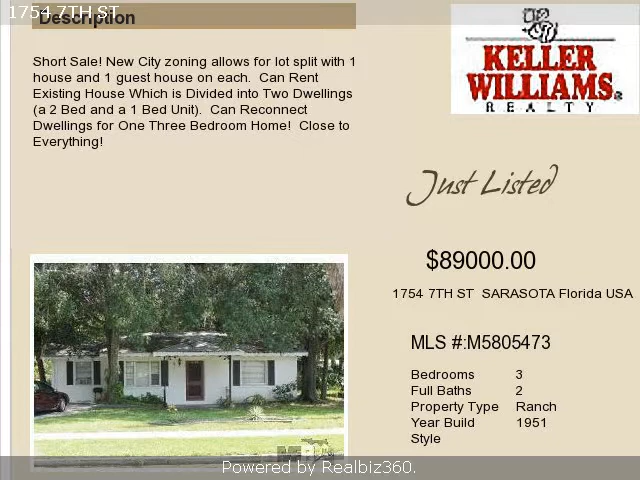 1754 7TH ST
Description
Short Sale! New City zoning allows for lot split with 1
house and 1 guest house on each.  Can Rent
Existing House Which is Divided into Two Dwellings
(a 2 Bed and a 1 Bed Unit).  Can Reconnect
Dwellings for One Three Bedroom Home!  Close to
Everything!
KELLER
WILLIAMS®
REALTY
Just Listed
$89000.00
1754 7TH ST  SARASOTA Florida USA
MLS #:M5805473
Bedrooms 3
Full Baths 2
Property Type Ranch
Year Build 1951
Style
Powered by Realbiz360.